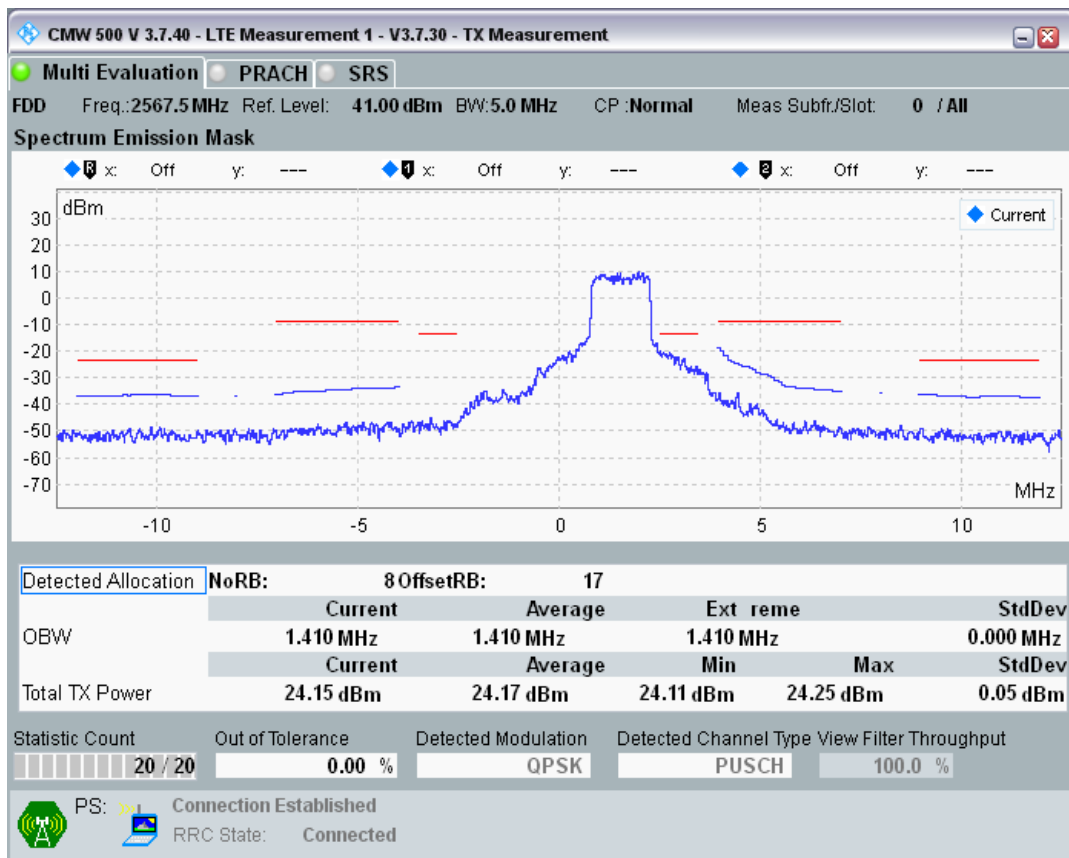 CMW 500 V 3.7.40 - LTE Measurement 1 - V3.7.30 - TX Measurement
Multi Evaluation PRACH SRS
FDD Freq.:2567.5 MHz Ref. Level: 41.00 dBm BW:5.0 MHz CP :Normal Meas Subfr./Slot: 0 / All
Spectrum Emission Mask
R x: Off y: --- 1 x: Off y: --- 2 x: Off y: ---
dBm
Current
30
20
10
0
-10
-20
-30
-40
-50
-60
-70
MHz
-10 -5 0 5 10
Detected Allocation NoRB: 8 OffsetRB: 17
Current Average Ext reme StdDev
OBW 1.410 MHz 1.410 MHz 1.410 MHz 0.000 MHz
Current Average Min Max StdDev
Total TX Power 24.15 dBm 24.17 dBm 24.11 dBm 24.25 dBm 0.05 dBm
Statistic Count Out of Tolerance Detected Modulation Detected Channel Type View Filter Throughput
20 / 20 0.00 % QPSK PUSCH 100.0 %
PS: Connection Established
RRC State: Connected